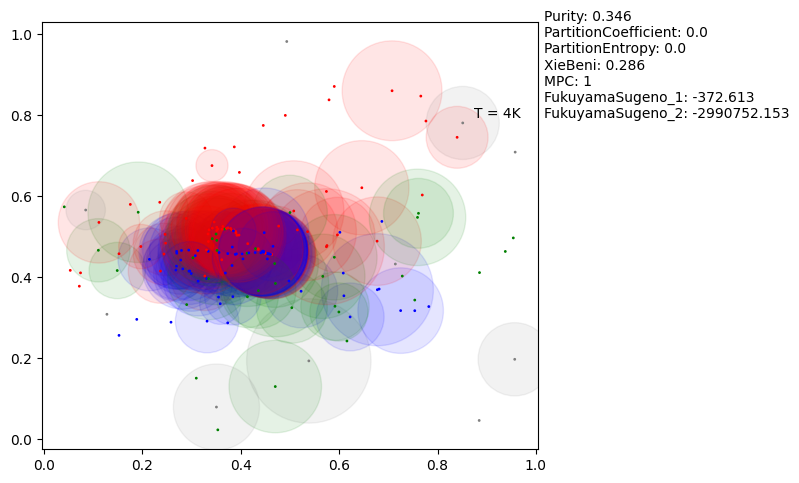 Purity: 0.346
PartitionCoefficient: 0.0
PartitionEntropy: 0.0
XieBeni: 0.286
MPC: 1
FukuyamaSugeno_1: -372.613
FukuyamaSugeno_2: -2990752.153
T = 4K
1.0
0.8
0.6
0.4
0.2
0.0
0.0 0.2 0.4 0.6 0.8 1.0